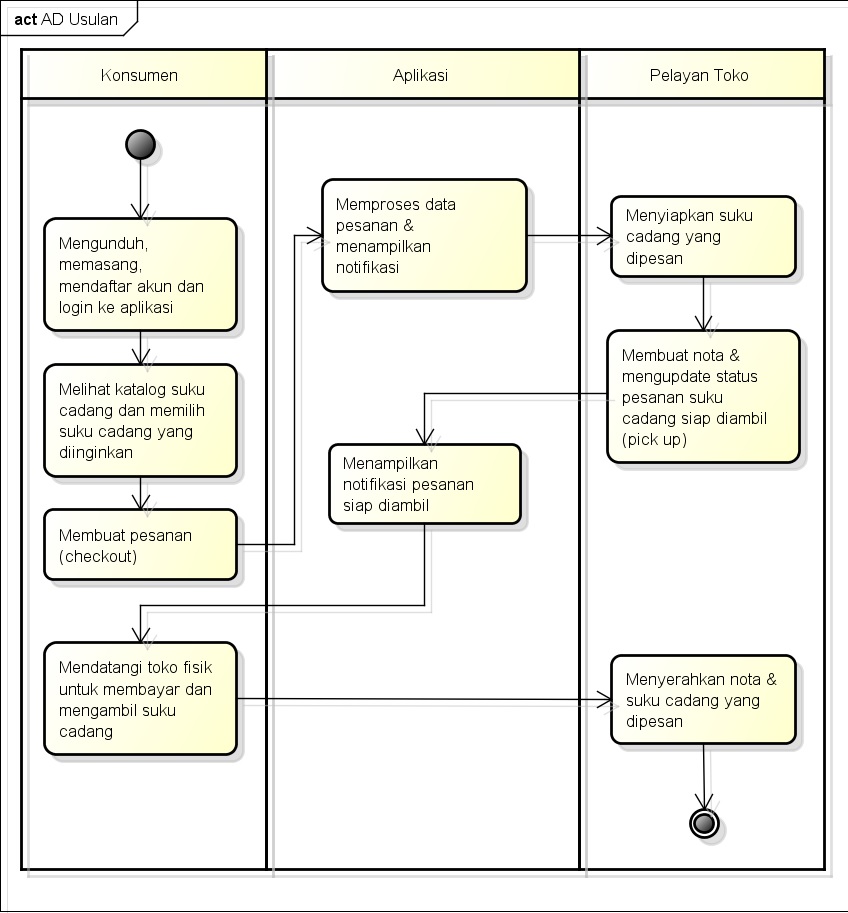 act AD Usulan
Konsumen
Aplikasi
Pelayan Toko
Mengunduh,
memasang,
mendaftar akun dan
login ke aplikasi
Melihat katalog suku
cadang dan memilih
suku cadang yang
diinginkan
Membuat pesanan
(checkout)
Memproses data
pesanan &
menampilkan
notifikasi
Menyiapkan suku
cadang yang
dipesan
Membuat nota &
mengupdate status
pesanan suku
cadang siap diambil
(pick up)
Menampilkan
notifikasi pesanan
siap diambil
Mendatangi toko fisik
untuk membayar dan
mengambil suku
cadang
Menyerahkan nota &
suku cadang yang
dipesan